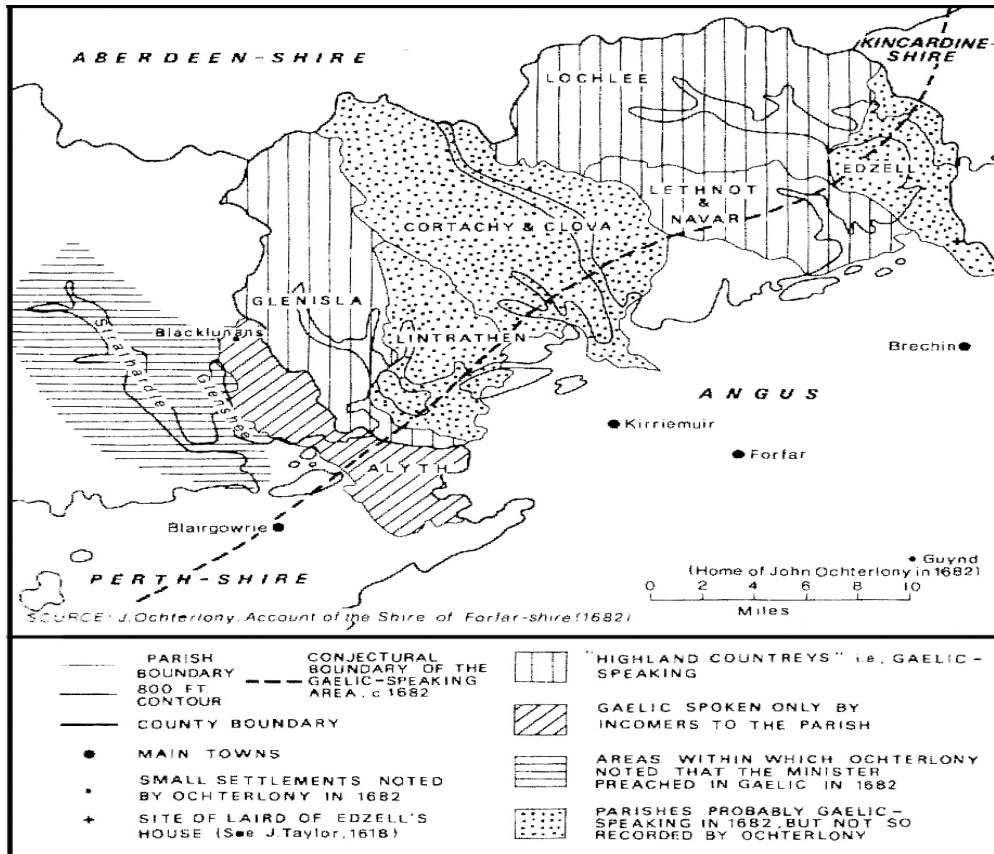 ABERDEEN-SHIRE
KINCARDINE-
SHIRE
LOCHLEE
EDZELL
LETHNOT
&
NAVAR
CORTACHY & CLOVA
GLENISLA
Blacklunans
LINTRATHEN
Strathardle
Glenshee
Brechin
ANGUS
Kirriemuir
Forfar
ALYTH
Blairgowrie
Guynd
(Home of John Ochterlony in 1682)
PERTH-SHIRE
0 2 4 6 8 10
Miles
SOURCE: J.Ochterlony, Account of the Shire of Forfar-shire (1682)
PARISH
BOUNDARY
800 FT.
CONTOUR
CONJECTURAL
BOUNDARY OF THE
GAELIC-SPEAKING
AREA, c 1682
COUNTY BOUNDARY
MAIN TOWNS
SMALL SETTLEMENTS NOTED
BY OCHTERLONY IN 1682
SITE OF LAIRD OF EDZELL'S
HOUSE (See J.Taylor, 1618)
"HIGHLAND COUNTREYS" i.e, GAELIC-
SPEAKING
GAELIC SPOKEN ONLY BY
INCOMERS TO THE PARISH
AREAS WITHIN WHICH OCHTERLONY
NOTED THAT THE MINISTER
PREACHED IN GAELIC IN 1682
PARISHES PROBABLY GAELIC-
SPEAKING IN 1682, BUT NOT SO
RECORDED BY OCHTERLONY